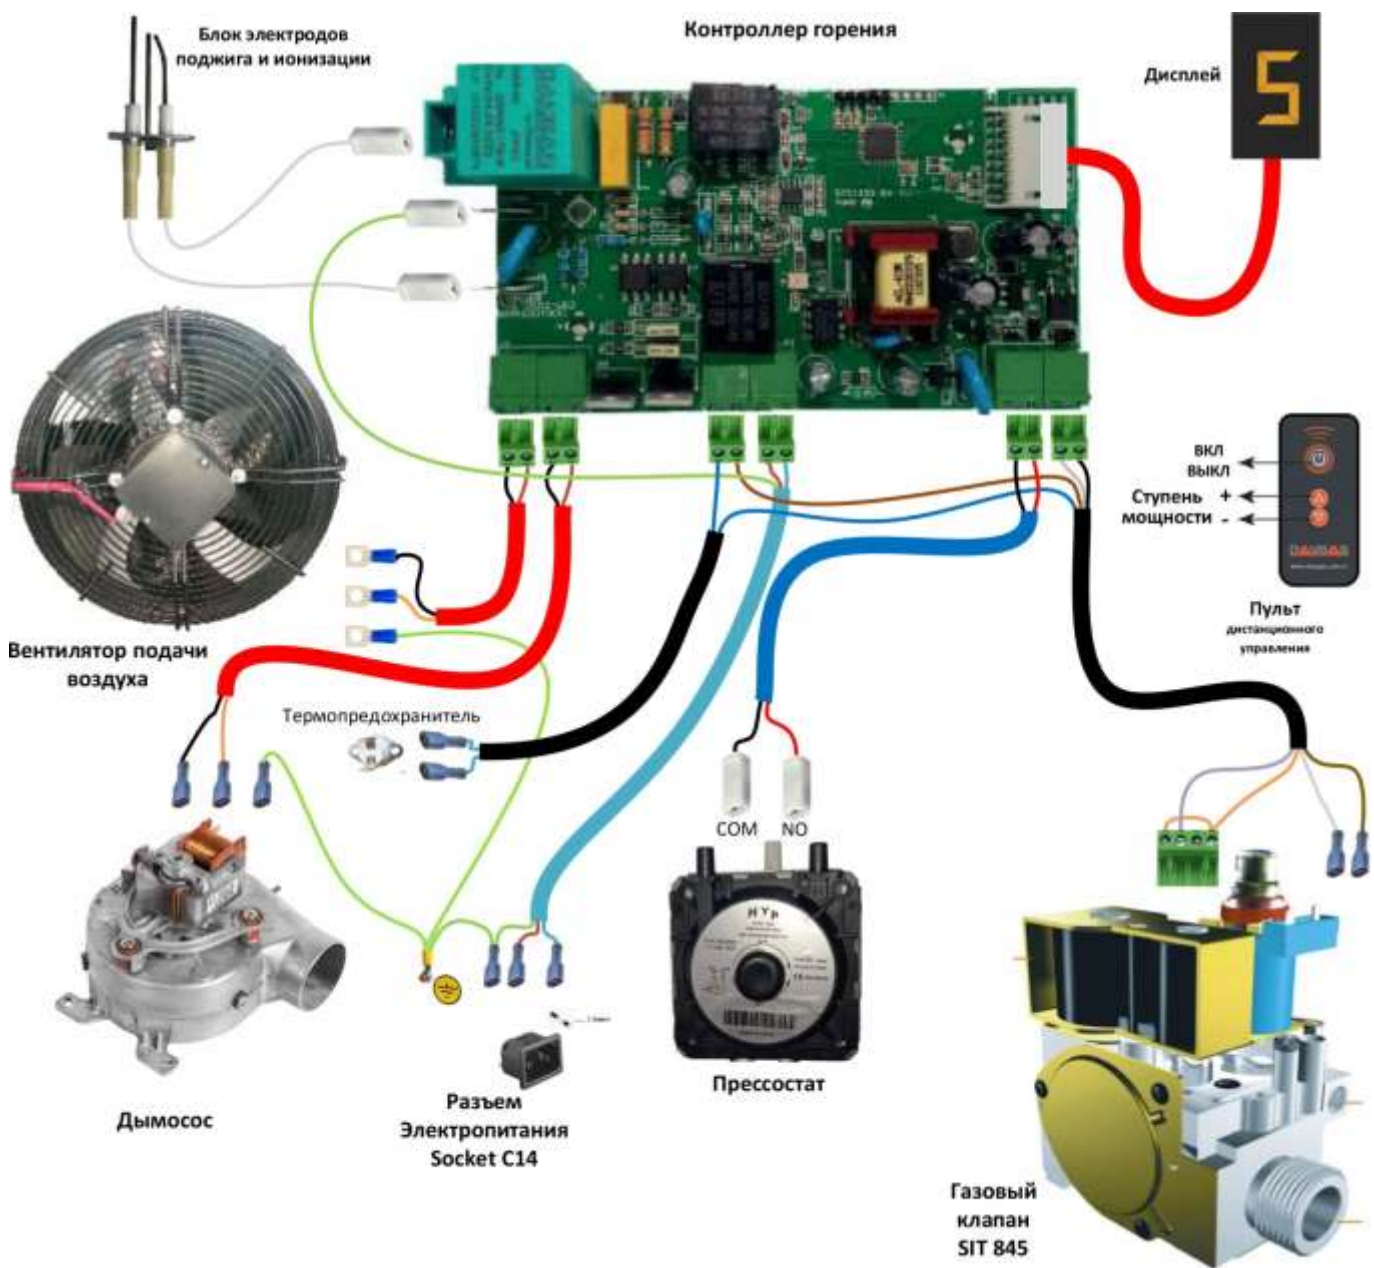 Блок электродов
поджига и ионизации
Контроллер горения
Дисплей
5
ВКЛ
ВЫКЛ
Ступень +
мощности -
Пульт
дистанционного
управления
Вентилятор подачи
воздуха
Термопредохранитель
COM NO
HYP
Прессостат
Дымосос
Разъем
Электропитания
Socket C14
Газовый
клапан
SIT 845